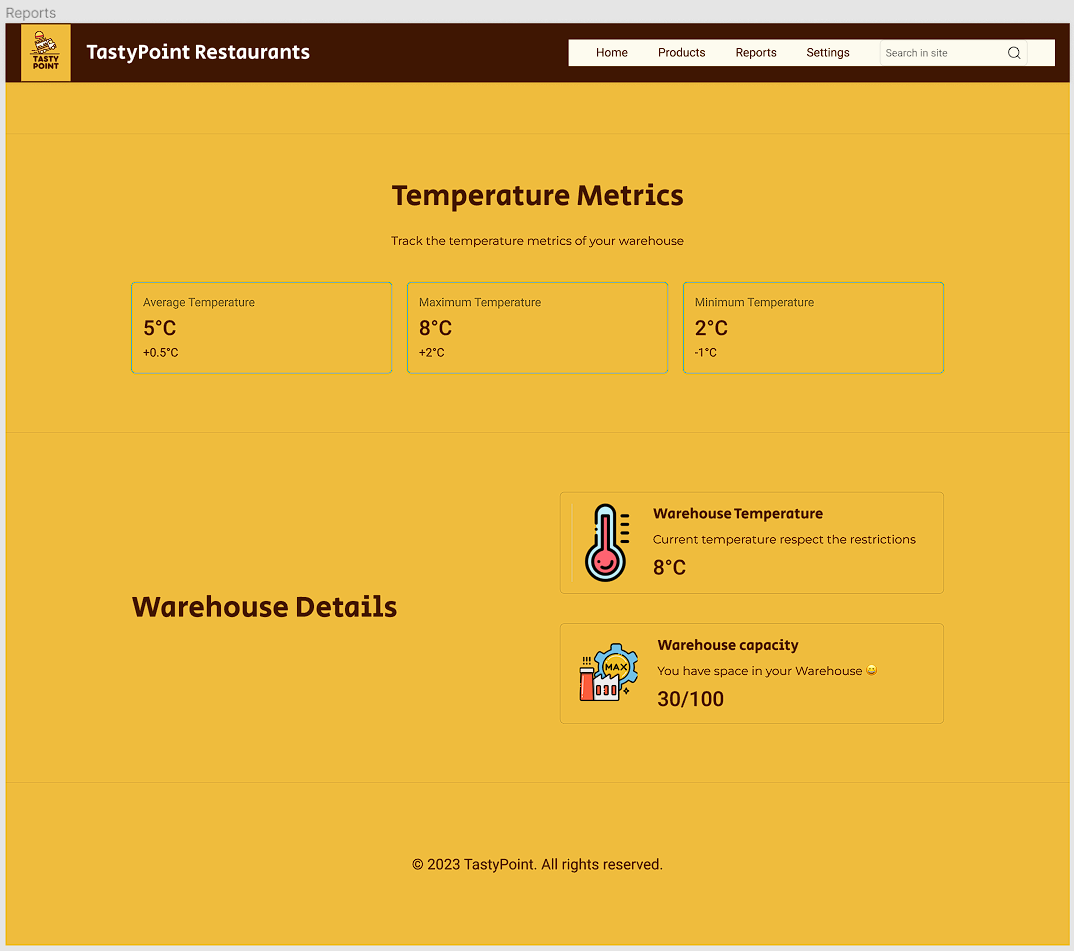 Reports
TASTY
POINT
TastyPoint Restaurants
Home
Products
Reports
Settings
Search in site
Temperature Metrics
Track the temperature metrics of your warehouse
Average Temperature
5°C
+0.5°C
Maximum Temperature
8°C
+2°C
Minimum Temperature
2°C
-1°C
Warehouse Details
Warehouse Temperature
Current temperature respect the restrictions
8°C
MAX
Warehouse capacity
You have space in your Warehouse 😄
30/100
© 2023 TastyPoint. All rights reserved.